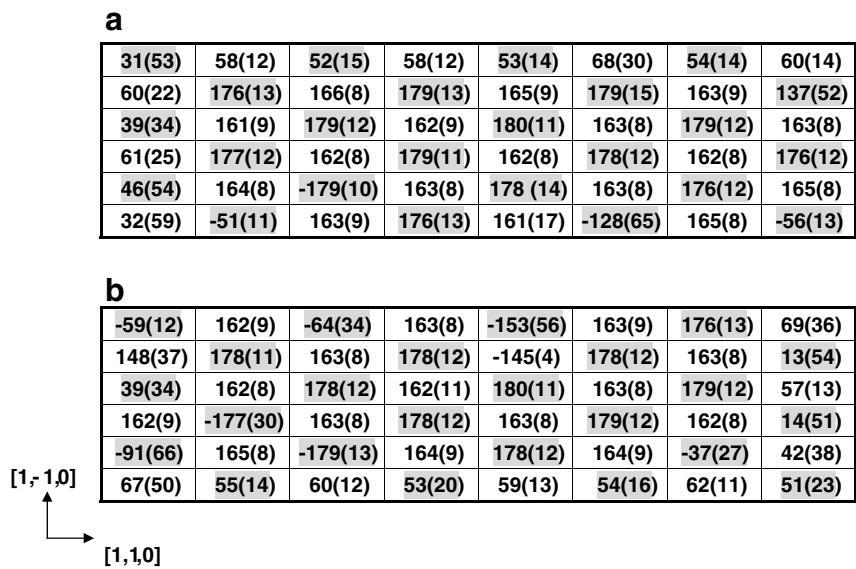 a
31(53) 58(12) 52(15) 58(12) 53(14) 68(30) 54(14) 60(14)
60(22) 176(13) 166(8) 179(13) 165(9) 179(15) 163(9) 137(52)
39(34) 161(9) 179(12) 162(9) 180(11) 163(8) 179(12) 163(8)
61(25) 177(12) 162(8) 179(11) 162(8) 178(12) 162(8) 176(12)
46(54) 164(8) -179(10) 163(8) 178 (14) 163(8) 176(12) 165(8)
32(59) -51(11) 163(9) 176(13) 161(17) -128(65) 165(8) -56(13)
b
-59(12) 162(9) -64(34) 163(8) -153(56) 163(9) 176(13) 69(36)
148(37) 178(11) 163(8) 178(12) -145(4) 178(12) 163(8) 13(54)
39(34) 162(8) 178(12) 162(11) 180(11) 163(8) 179(12) 57(13)
162(9) -177(30) 163(8) 178(12) 163(8) 179(12) 162(8) 14(51)
-91(66) 165(8) -179(13) 164(9) 178(12) 164(9) -37(27) 42(38)
67(50) 55(14) 60(12) 53(20) 59(13) 54(16) 62(11) 51(23)
[1,-1,0]
[1,1,0]